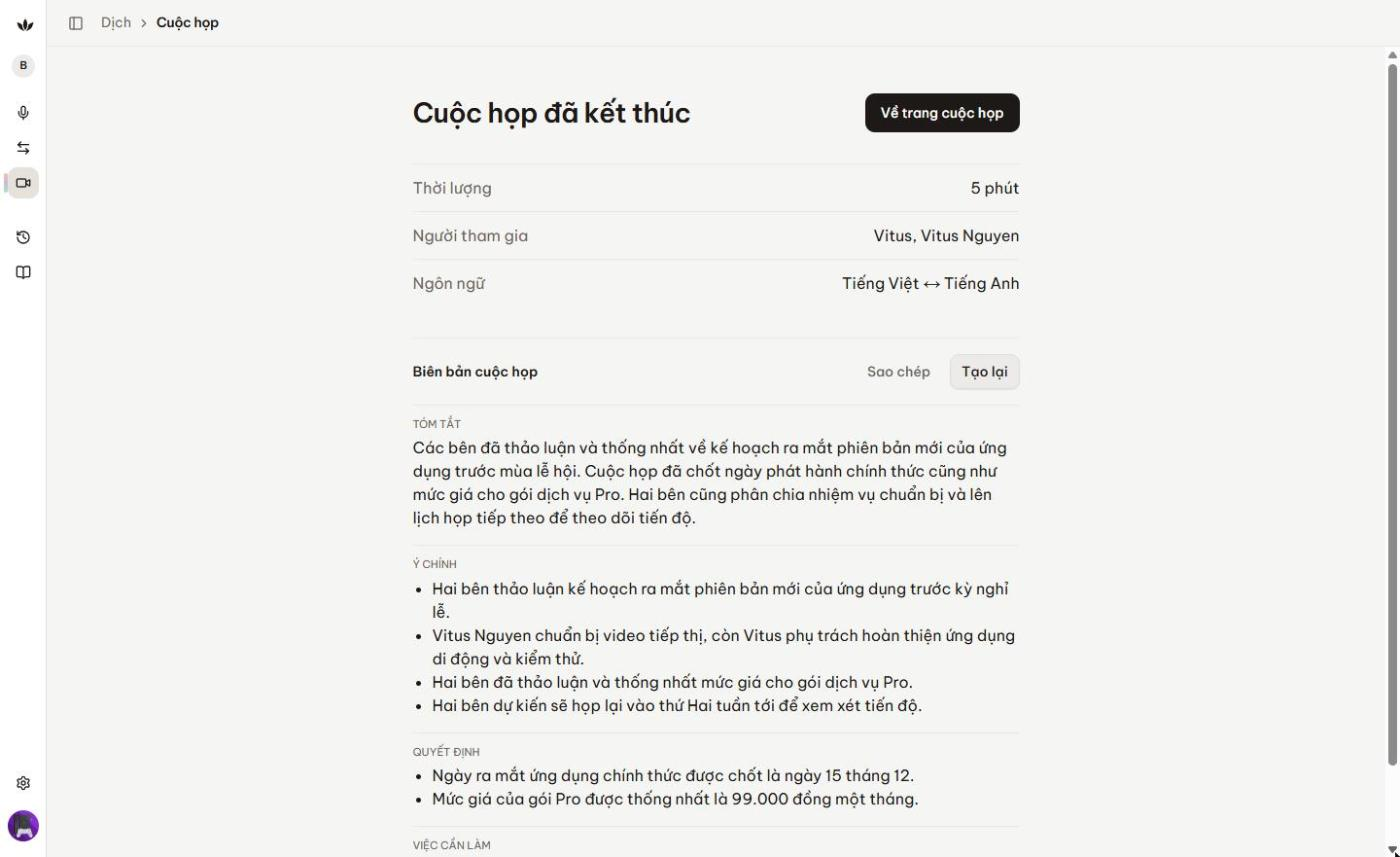 Dịch > Cuộc họp
B
Cuộc họp đã kết thúc
Về trang cuộc họp
Thời lượng 5 phút
Người tham gia Vitus, Vitus Nguyen
Ngôn ngữ Tiếng Việt ↔ Tiếng Anh
Biên bản cuộc họp Sao chép Tạo lại
TÓM TẮT
Các bên đã thảo luận và thống nhất về kế hoạch ra mắt phiên bản mới của ứng
dụng trước mùa lễ hội. Cuộc họp đã chốt ngày phát hành chính thức cũng như
mức giá cho gói dịch vụ Pro. Hai bên cũng phân chia nhiệm vụ chuẩn bị và lên
lịch họp tiếp theo để theo dõi tiến độ.
Ý CHÍNH
• Hai bên thảo luận kế hoạch ra mắt phiên bản mới của ứng dụng trước kỳ nghỉ
lễ.
• Vitus Nguyen chuẩn bị video tiếp thị, còn Vitus phụ trách hoàn thiện ứng dụng
di động và kiểm thử.
• Hai bên đã thảo luận và thống nhất mức giá cho gói dịch vụ Pro.
• Hai bên dự kiến sẽ họp lại vào thứ Hai tuần tới để xem xét tiến độ.
QUYẾT ĐỊNH
• Ngày ra mắt ứng dụng chính thức được chốt là ngày 15 tháng 12.
• Mức giá của gói Pro được thống nhất là 99.000 đồng một tháng.
VIỆC CẦN LÀM